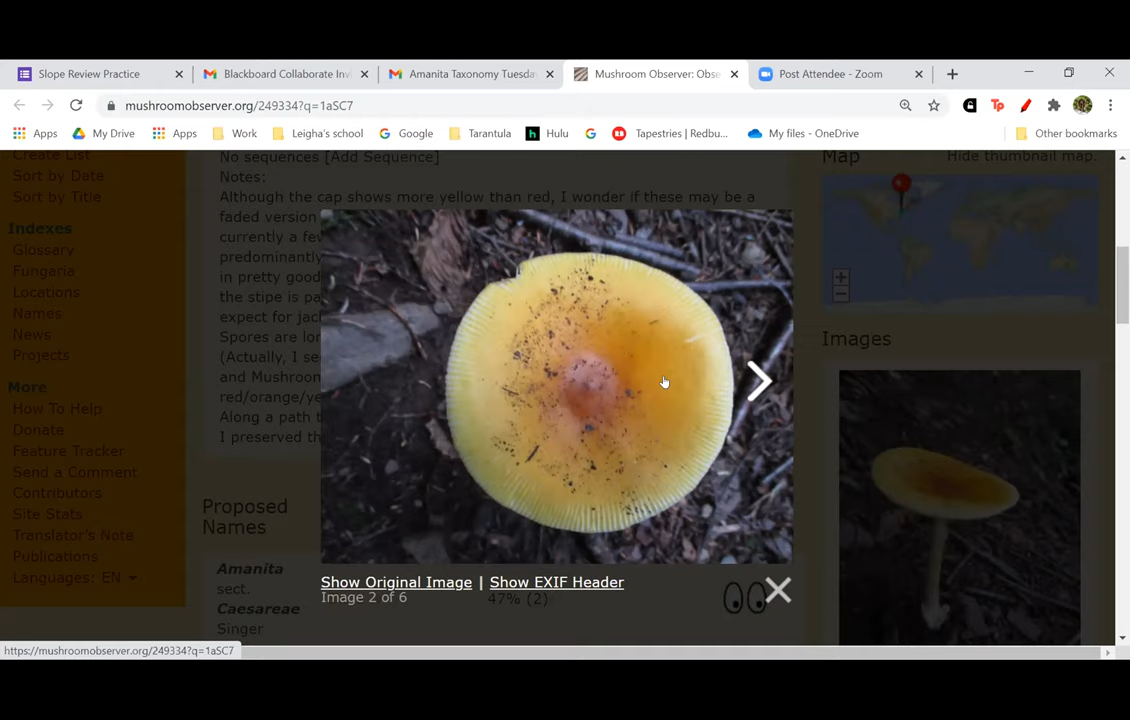 Slope Review Practice
Blackboard Collaborate Inv
Amanita Taxonomy Tuesda
Mushroom Observer: Obse
Post Attendee - Zoom
mushroomobserver.org/249334?q=1aSC7
Apps
My Drive
Apps
Work
Leigha's school
Google
Tarantula
Hulu
Tapestries | Redbu...
My files - OneDrive
Other bookmarks
Create List
Sort by Date
Sort by Title
Indexes
Glossary
Fungaria
Locations
Names
News
Projects
More
How To Help
Donate
Feature Tracker
Send a Comment
Contributors
Site Stats
Translator's Note
Publications
Languages: EN
No sequences [Add Sequence]
Notes:
Although the cap shows more yellow than red, I wonder if these may be a
faded version
currently a few
predominantly
in pretty good
the stipe is pa
expect for jac
Spores are lon
(Actually, I se
and Mushroom
red/orange/ye
Along a path t
I preserved th
Show Original Image | Show EXIF Header
Image 2 of 6
Proposed
Names
Amanita
sect.
Caesareae
Singer
47% (2)
Map
Hide thumbnail map.
Images
https://mushroomobserver.org/249334?q=1aSC7